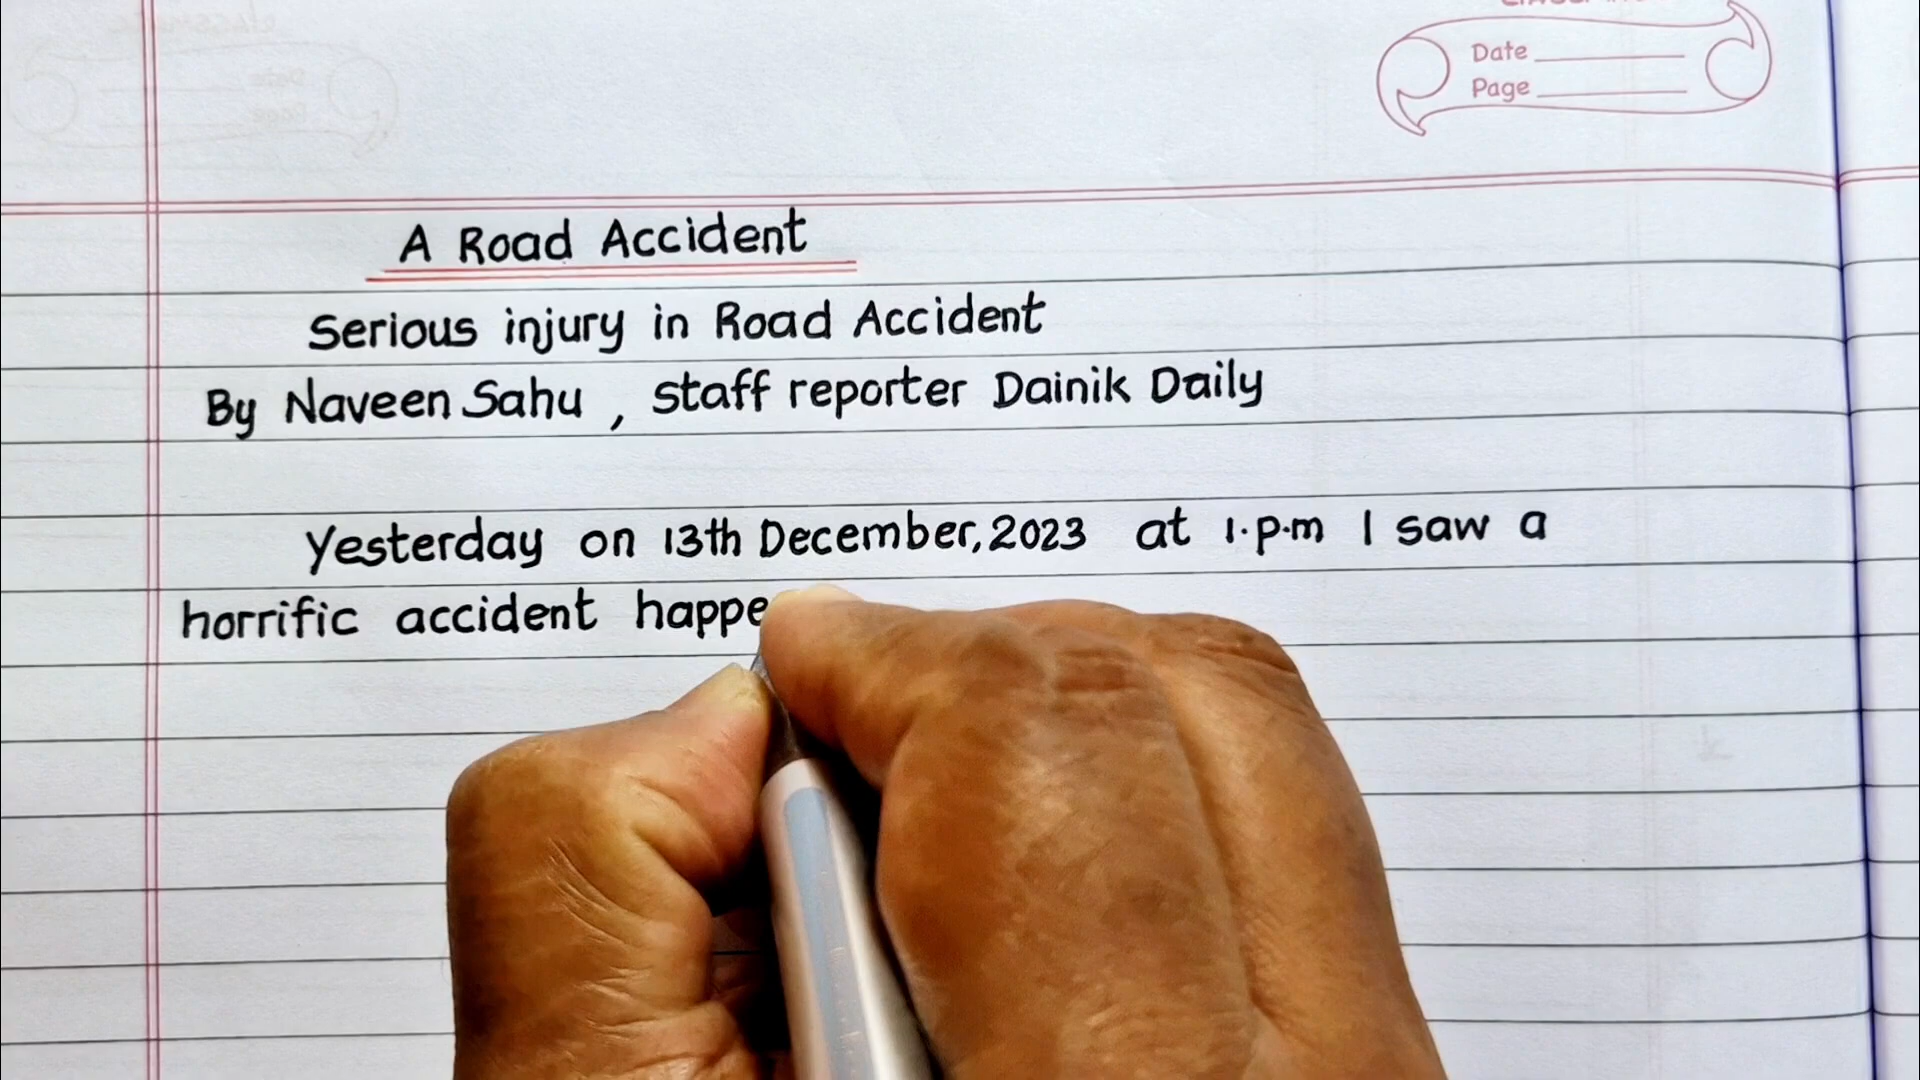 Date
Page
A Road Accident
Serious injury in Road Accident
By Naveen Sahu , staff reporter Dainik Daily
Yesterday on 13th December, 2023 at 1.p.m I saw a
horrific accident happe